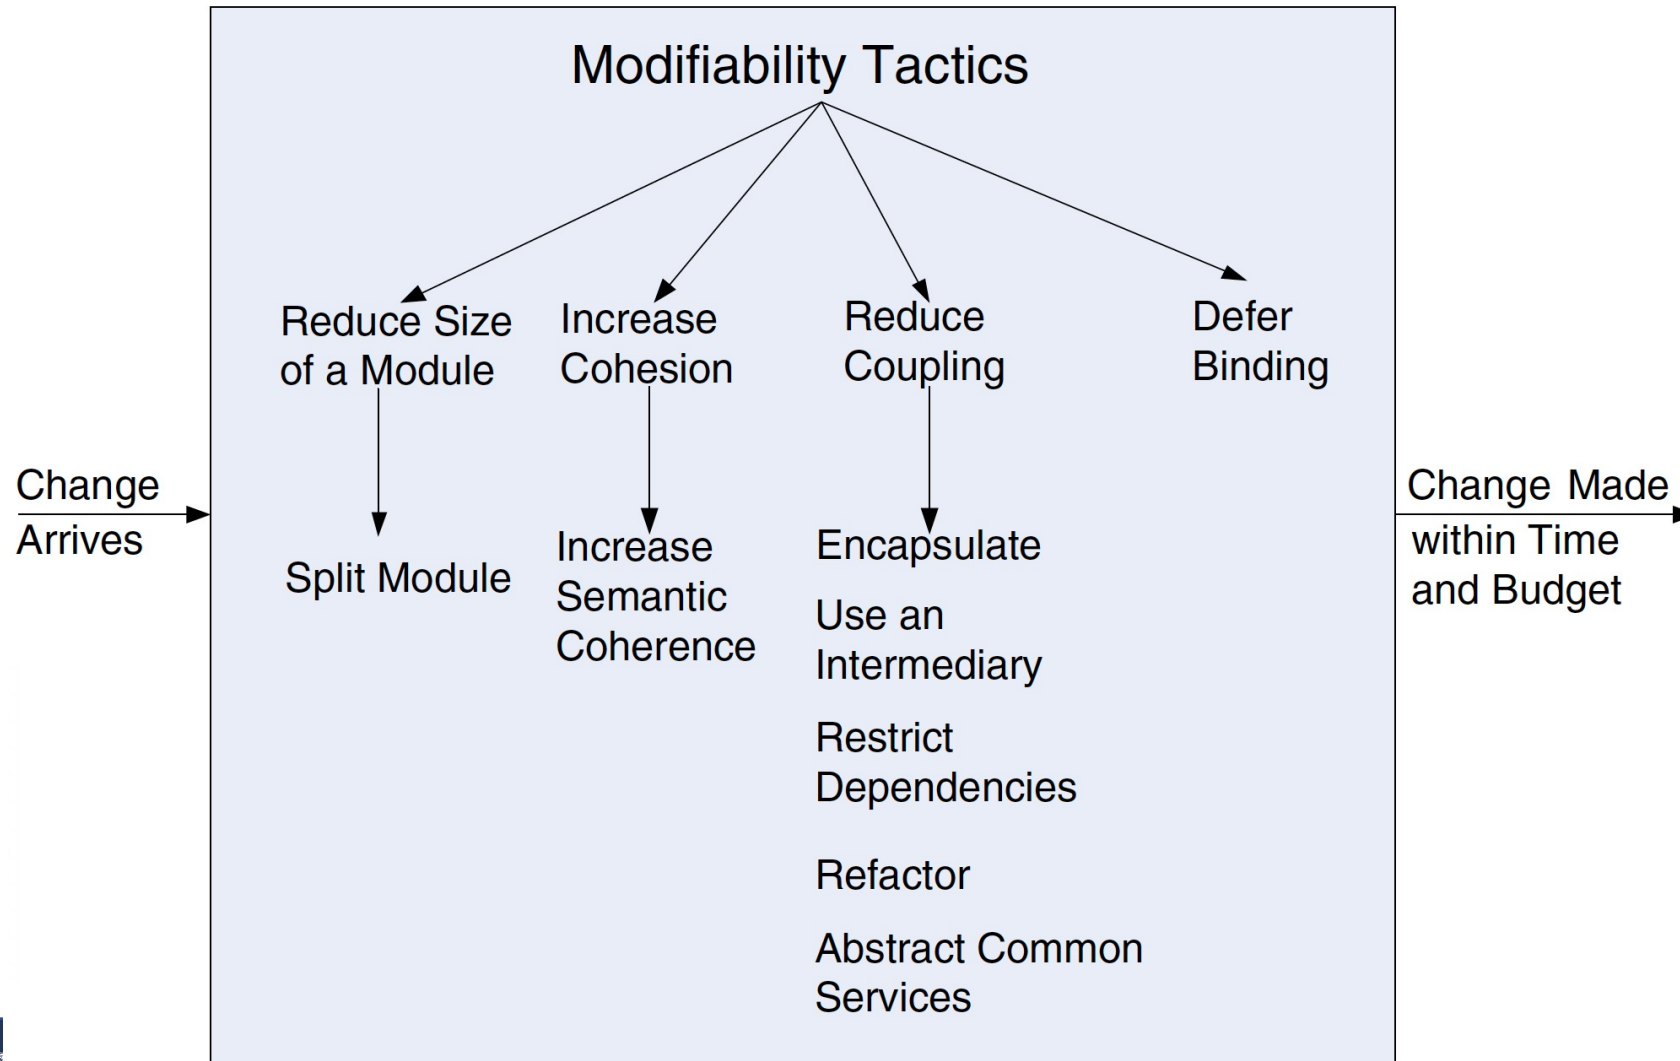 Modifiability Tactics
Reduce Size
of a Module
Increase
Cohesion
Reduce
Coupling
Defer
Binding
Change
Arrives
Split Module
Increase
Semantic
Coherence
Encapsulate
Use an
Intermediary
Restrict
Dependencies
Refactor
Abstract Common
Services
Change Made
within Time
and Budget